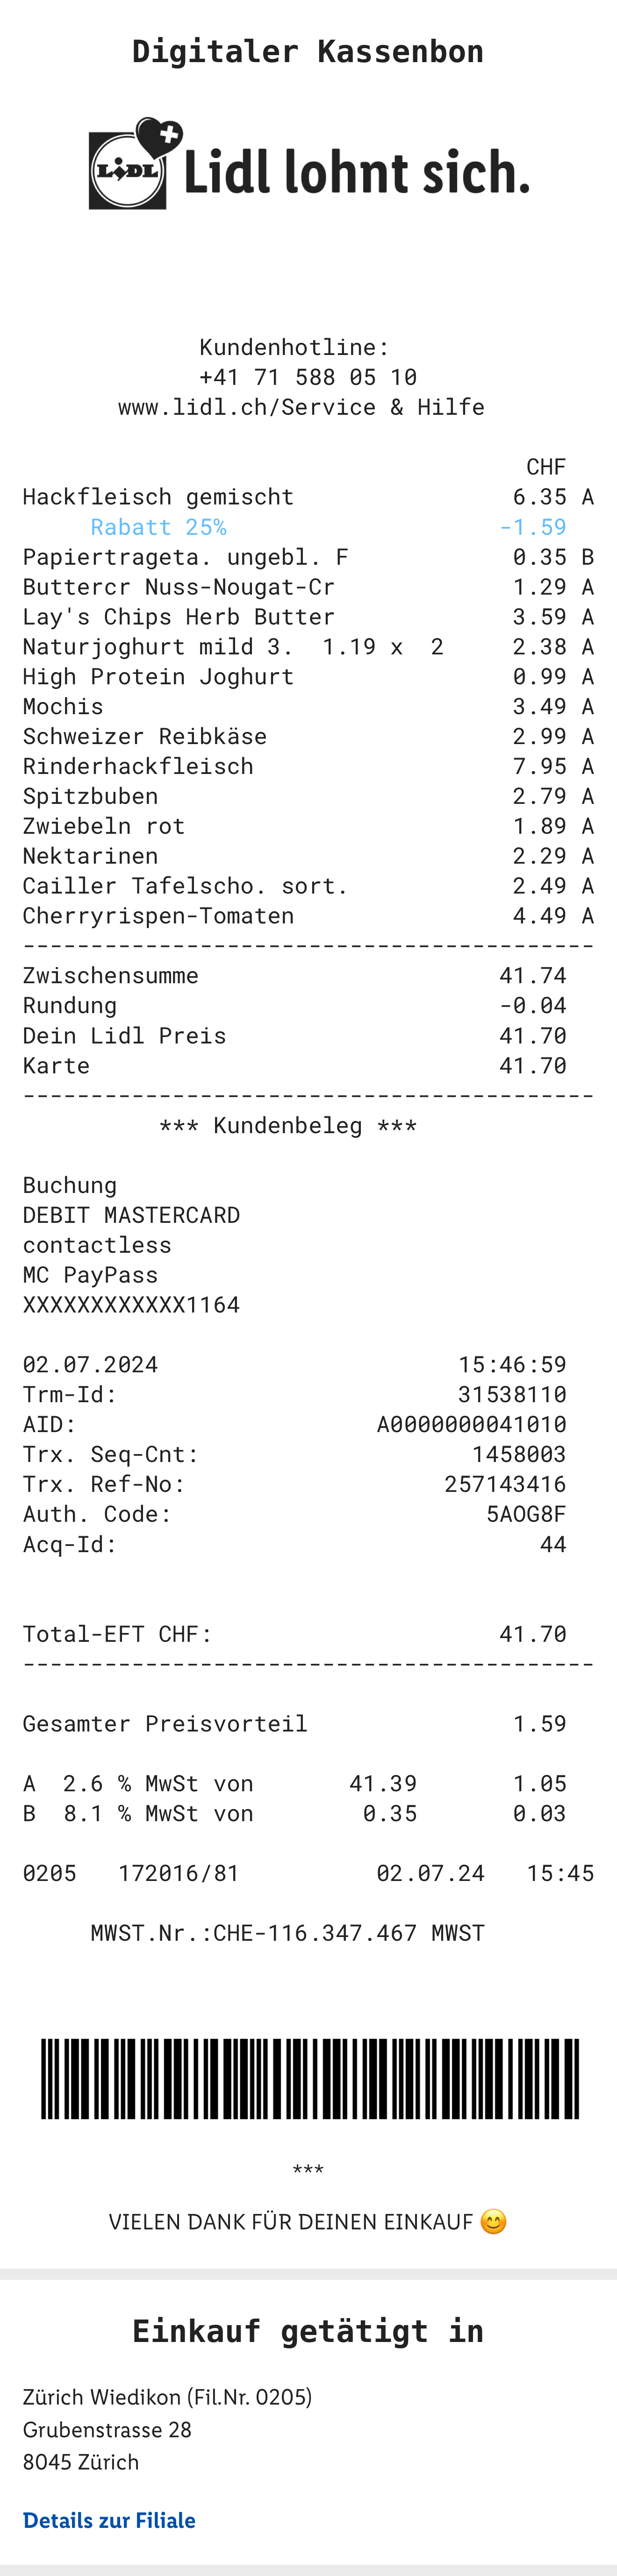 Digitaler Kassenbon
LIDL Lidl lohnt sich.
Kundenhotline:
+41 71 588 05 10
www.lidl.ch/Service & Hilfe
CHF
Hackfleisch gemischt 6.35 A
Rabatt 25% -1.59
Papiertrageta. ungebl. F 0.35 B
Buttercr Nuss-Nougat-Cr 1.29 A
Lay's Chips Herb Butter 3.59 A
Naturjoghurt mild 3. 1.19 x 2 2.38 A
High Protein Joghurt 0.99 A
Mochis 3.49 A
Schweizer Reibkäse 2.99 A
Rinderhackfleisch 7.95 A
Spitzbuben 2.79 A
Zwiebeln rot 1.89 A
Nektarinen 2.29 A
Cailler Tafelscho. sort. 2.49 A
Cherryrispen-Tomaten 4.49 A
------------------------------------------
Zwischensumme 41.74
Rundung -0.04
Dein Lidl Preis 41.70
Karte 41.70
------------------------------------------
*** Kundenbeleg ***
Buchung
DEBIT MASTERCARD
contactless
MC PayPass
XXXXXXXXXXXX1164
02.07.2024 15:46:59
Trm-Id: 31538110
AID: A0000000041010
Trx. Seq-Cnt: 1458003
Trx. Ref-No: 257143416
Auth. Code: 5AOG8F
Acq-Id: 44
Total-EFT CHF: 41.70
------------------------------------------
Gesamter Preisvorteil 1.59
A 2.6 % MwSt von 41.39 1.05
B 8.1 % MwSt von 0.35 0.03
0205 172016/81 02.07.24 15:45
MWST.Nr.:CHE-116.347.467 MWST
***
VIELEN DANK FÜR DEINEN EINKAUF 😊
Einkauf getätigt in
Zürich Wiedikon (Fil.Nr. 0205)
Grubenstrasse 28
8045 Zürich
Details zur Filiale